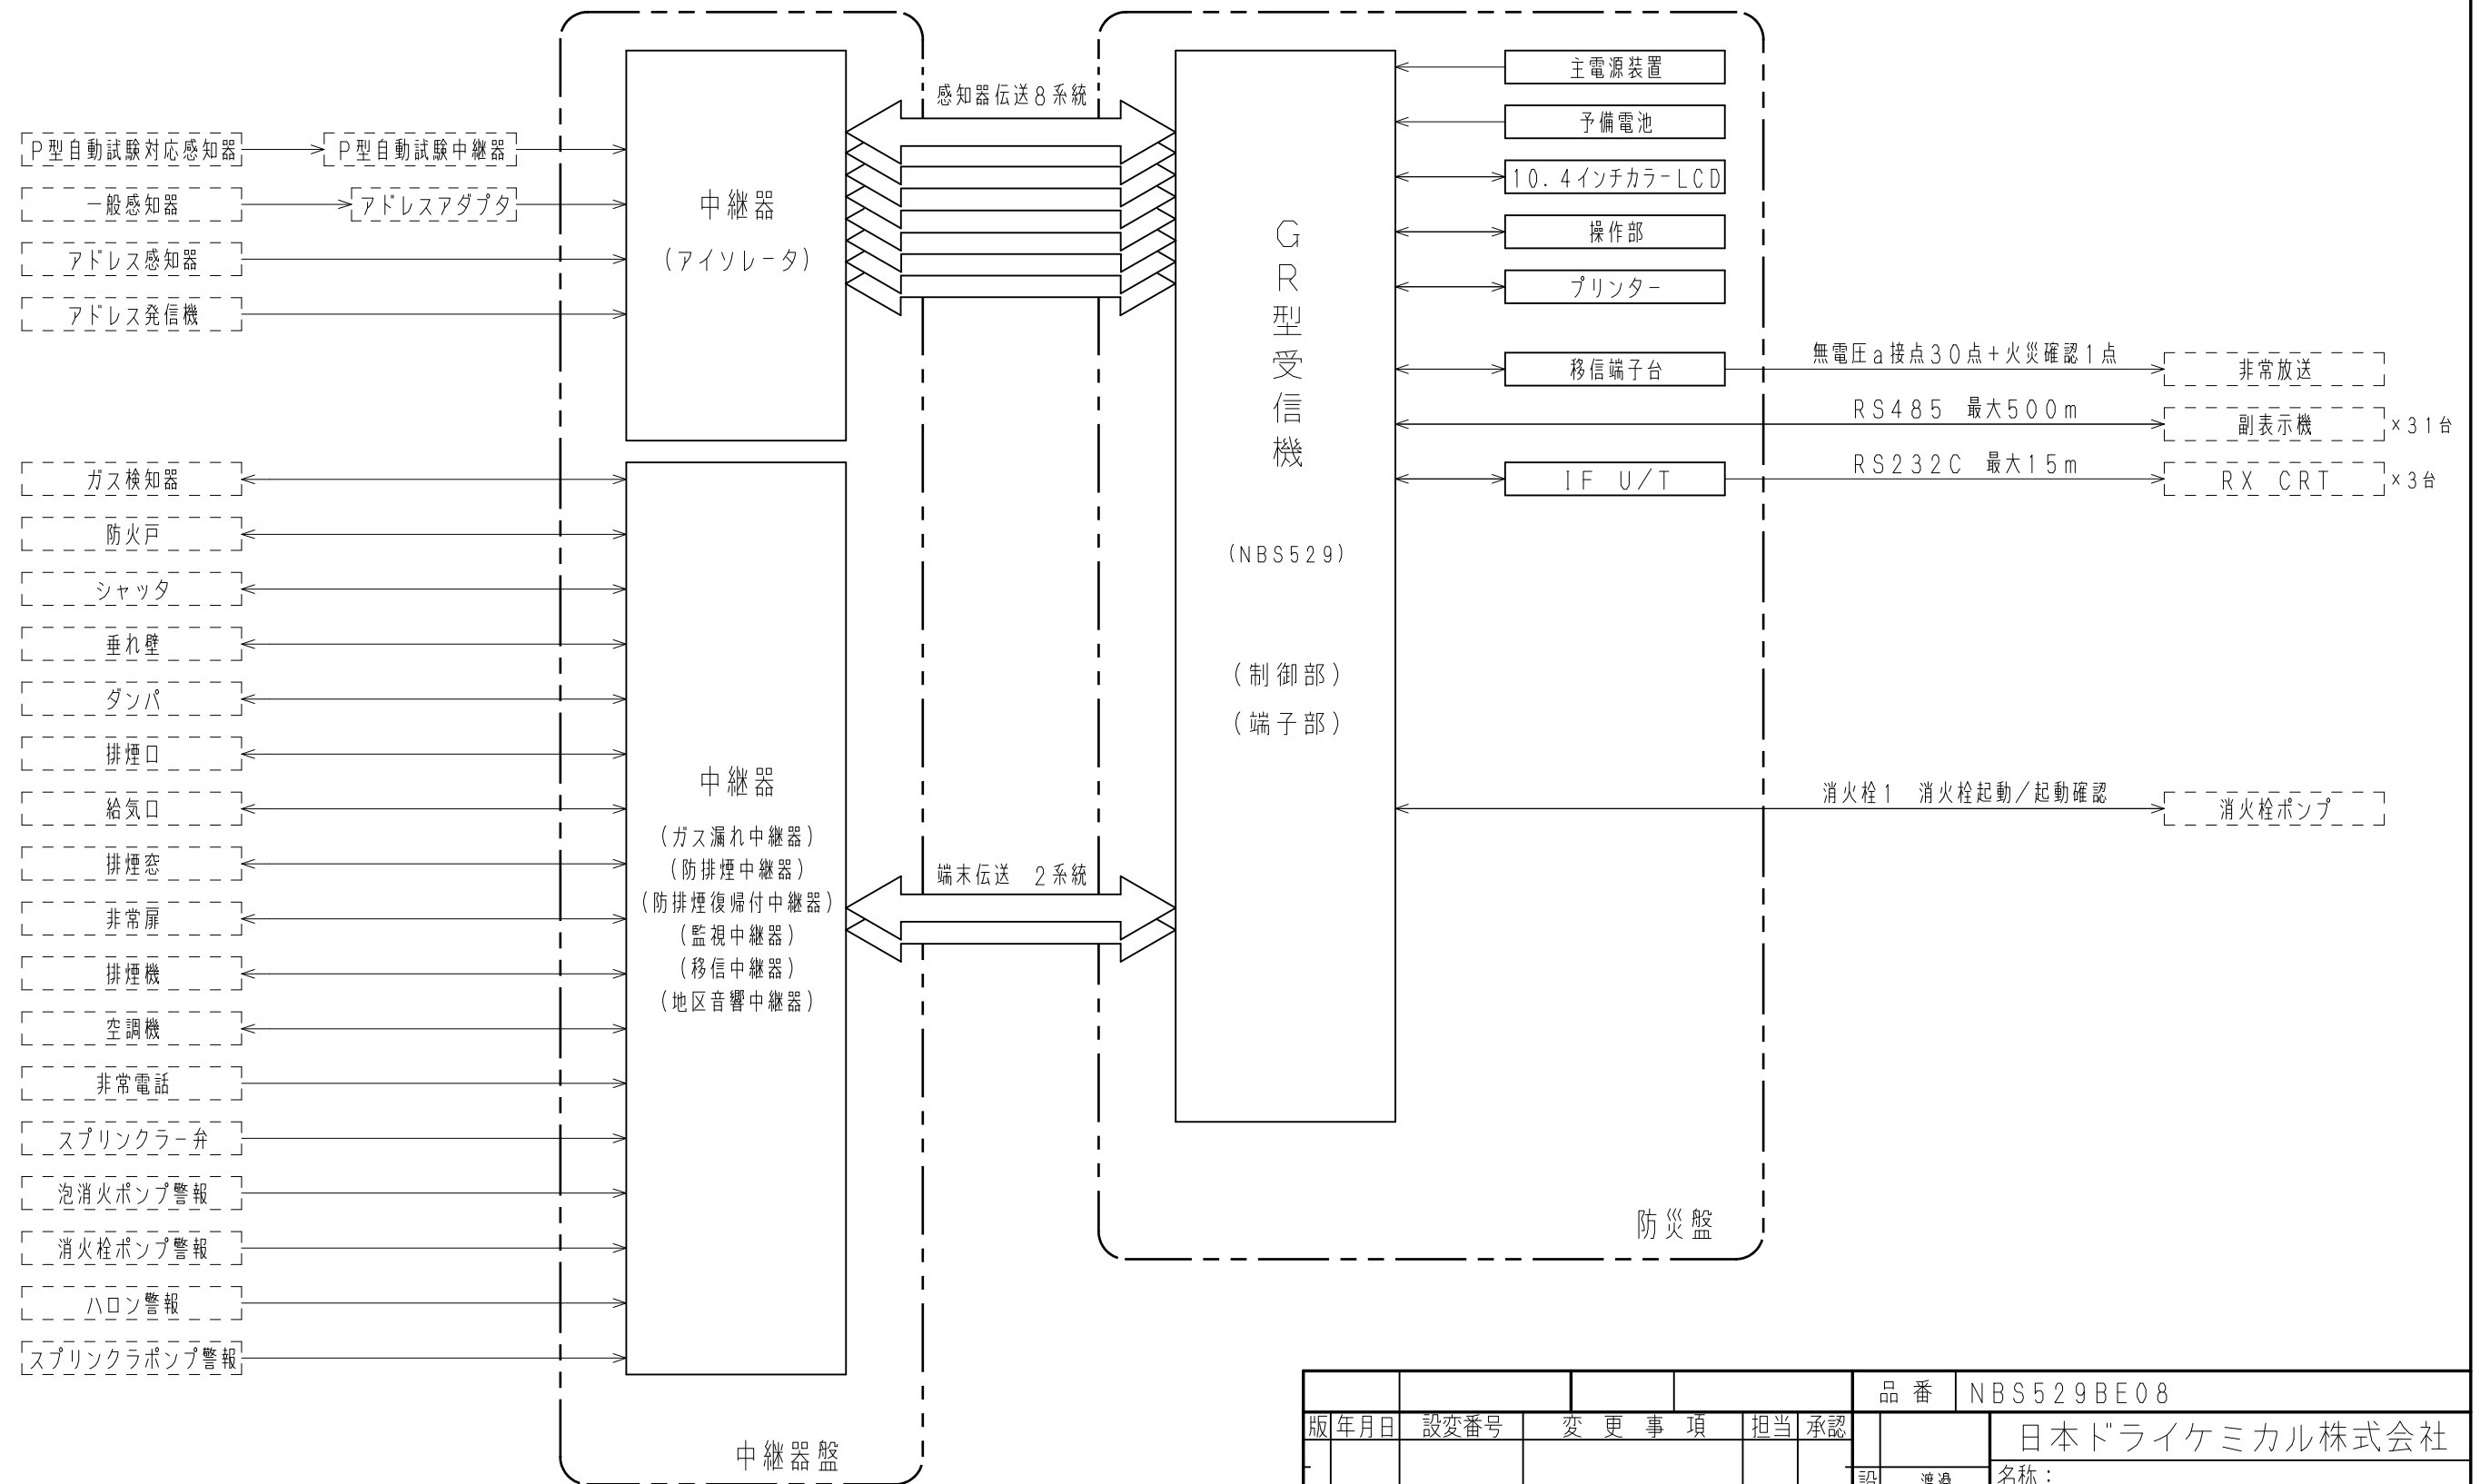 感知器伝送8系統
P型自動試験対応感知器
P型自動試験中継器
一般感知器
アドレスアダプタ
アドレス感知器
アドレス発信機
中継器
(アイソレータ)
ガス検知器
防火戸
シャッタ
垂れ壁
ダンパ
排煙口
給気口
排煙窓
非常扉
排煙機
空調機
非常電話
スプリンクラー弁
泡消火ポンプ警報
消火栓ポンプ警報
ハロン警報
スプリンクラポンプ警報
中継器
(ガス漏れ中継器)
(防排煙中継器)
(防排煙復帰付中継器)
(監視中継器)
(移信中継器)
(地区音響中継器)
中継器盤
端末伝送 2系統
GR型受信機
(NBS529)
(制御部)
(端子部)
主電源装置
予備電池
10.4インチカラーLCD
操作部
プリンター
移信端子台
無電圧a接点30点+火災確認1点
非常放送
RS485 最大500m
副表示機
×31台
IF U/T
RS232C 最大15m
RX CRT
×3台
消火栓1 消火栓起動/起動確認
消火栓ポンプ
防災盤
品番 NBS529BE08
版 年月日 設変番号 変更事項 担当 承認
日本ドライケミカル株式会社
設 渡邉
名称: